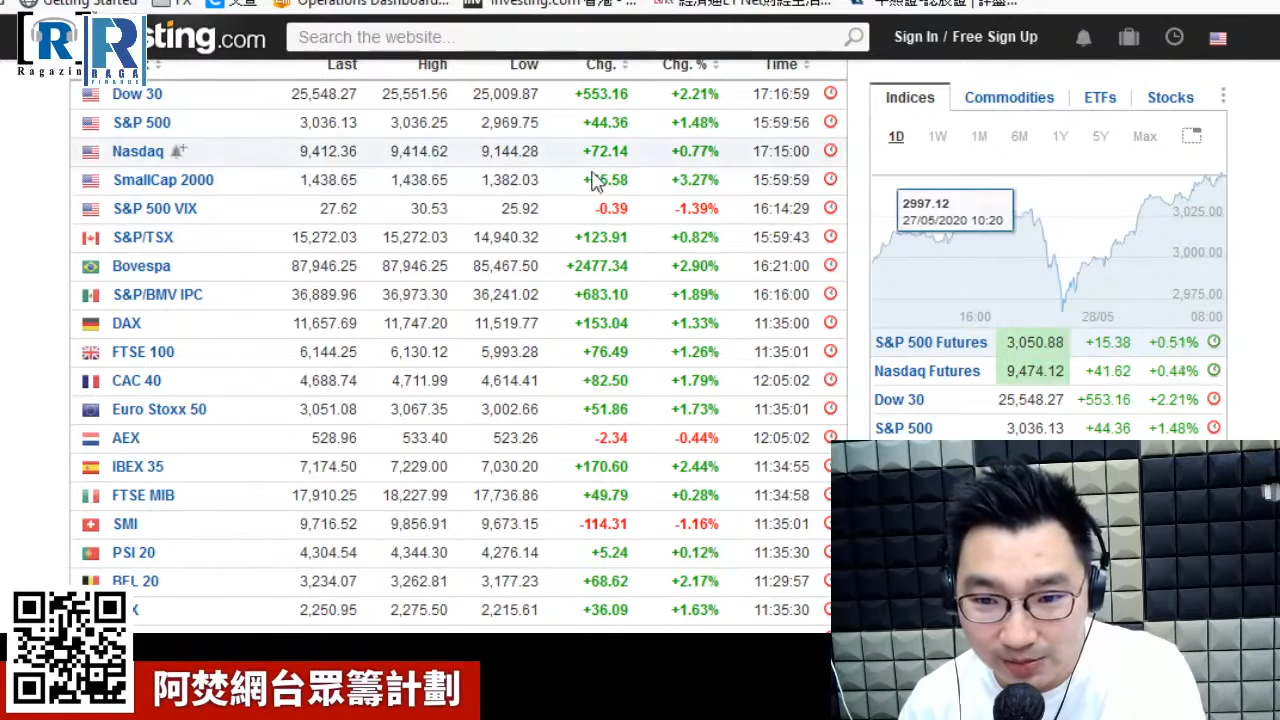 Getting Started
FX
Operations Dashboard...
Investing.com 香港 - ...
R R sting.com
Search the website...
Sign In / Free Sign Up
Ragazin RAGA FINANCE
Last High Low Chg. Chg. % Time
Dow 30 25,548.27 25,551.56 25,009.87 +553.16 +2.21% 17:16:59
S&P 500 3,036.13 3,036.25 2,969.75 +44.36 +1.48% 15:59:56
Nasdaq 9,412.36 9,414.62 9,144.28 +72.14 +0.77% 17:15:00
SmallCap 2000 1,438.65 1,438.65 1,382.03 +5.58 +3.27% 15:59:59
S&P 500 VIX 27.62 30.53 25.92 -0.39 -1.39% 16:14:29
S&P/TSX 15,272.03 15,272.03 14,940.32 +123.91 +0.82% 15:59:43
Bovespa 87,946.25 87,946.25 85,467.50 +2477.34 +2.90% 16:21:00
S&P/BMV IPC 36,889.96 36,973.30 36,241.02 +683.10 +1.89% 16:16:00
DAX 11,657.69 11,747.20 11,519.77 +153.04 +1.33% 11:35:00
FTSE 100 6,144.25 6,130.12 5,993.28 +76.49 +1.26% 11:35:01
CAC 40 4,688.74 4,711.99 4,614.41 +82.50 +1.79% 12:05:02
Euro Stoxx 50 3,051.08 3,067.35 3,002.66 +51.86 +1.73% 11:35:01
AEX 528.96 533.40 523.26 -2.34 -0.44% 12:05:02
IBEX 35 7,174.50 7,229.00 7,030.20 +170.60 +2.44% 11:34:55
FTSE MIB 17,910.25 18,227.99 17,736.86 +49.79 +0.28% 11:34:58
SMI 9,716.52 9,856.91 9,673.15 -114.31 -1.16% 11:35:01
PSI 20 4,304.54 4,344.30 4,276.14 +5.24 +0.12% 11:35:30
BEL 20 3,234.07 3,262.81 3,177.23 +68.62 +2.17% 11:29:57
X 2,250.95 2,275.50 2,215.61 +36.09 +1.63% 11:35:30
Indices Commodities ETFs Stocks
1D 1W 1M 6M 1Y 5Y Max
2997.12
27/05/2020 10:20
3,025.00
3,000.00
2,975.00
16:00 28/05 08:00
S&P 500 Futures 3,050.88 +15.38 +0.51%
Nasdaq Futures 9,474.12 +41.62 +0.44%
Dow 30 25,548.27 +553.16 +2.21%
S&P 500 3,036.13 +44.36 +1.48%
阿焚網台眾籌計劃